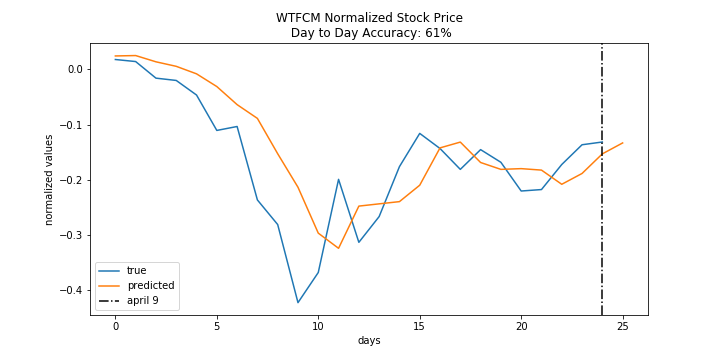 WTFCM Normalized Stock Price
Day to Day Accuracy: 61%
normalized values
0.0
−0.1
−0.2
−0.3
−0.4
true
predicted
april 9
0 5 10 15 20 25
days